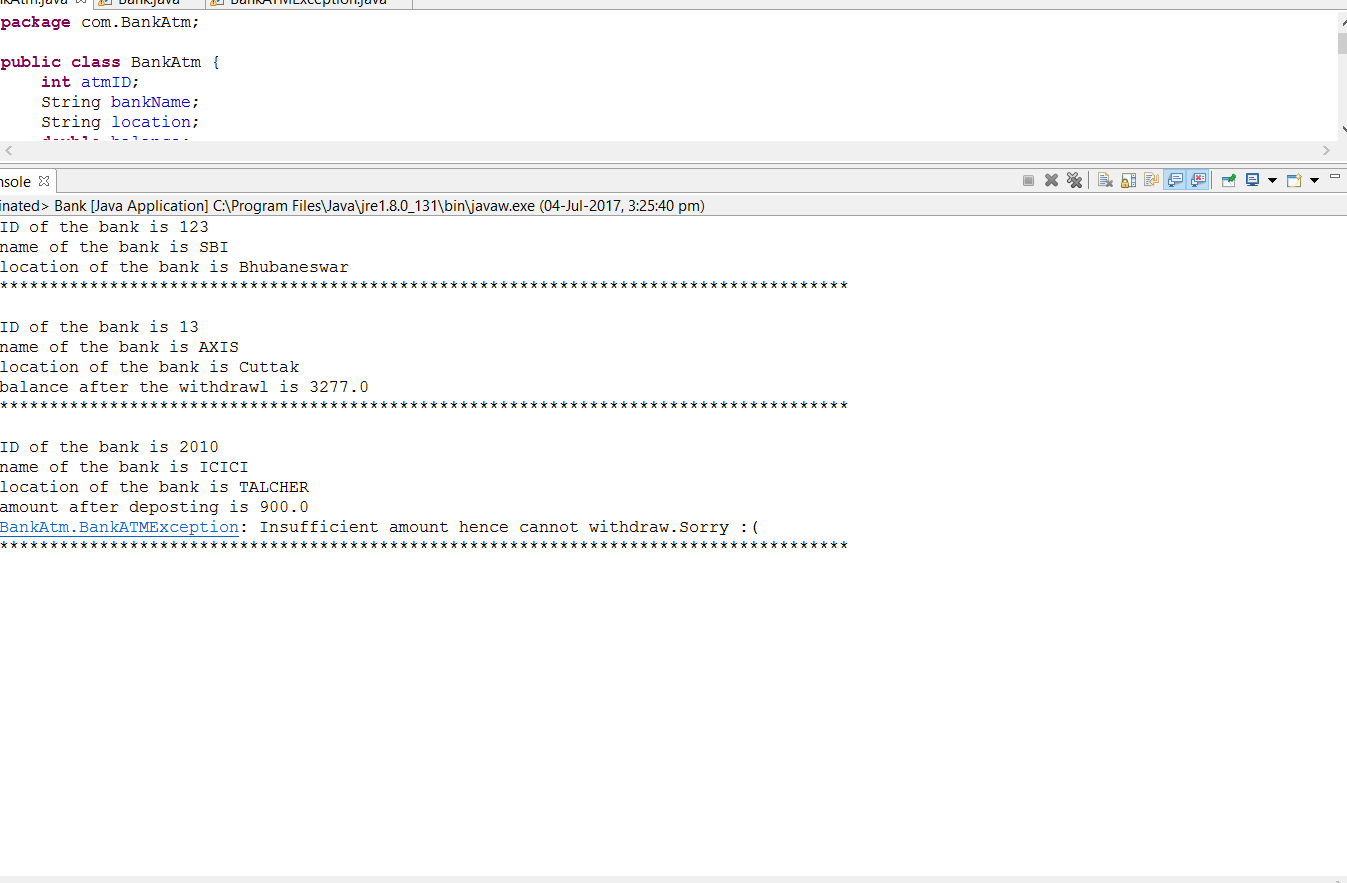 Bank.java BankATMException.java
package com.BankAtm;
public class BankAtm {
int atmID;
String bankName;
String location;
double balance;
nsole
inated> Bank [Java Application] C:\Program Files\Java\jre1.8.0_131\bin\javaw.exe (04-Jul-2017, 3:25:40 pm)
ID of the bank is 123
name of the bank is SBI
location of the bank is Bhubaneswar
*************************************************************************************
ID of the bank is 13
name of the bank is AXIS
location of the bank is Cuttak
balance after the withdrawl is 3277.0
*************************************************************************************
ID of the bank is 2010
name of the bank is ICICI
location of the bank is TALCHER
amount after deposting is 900.0
BankAtm.BankATMException: Insufficient amount hence cannot withdraw.Sorry :(
*************************************************************************************